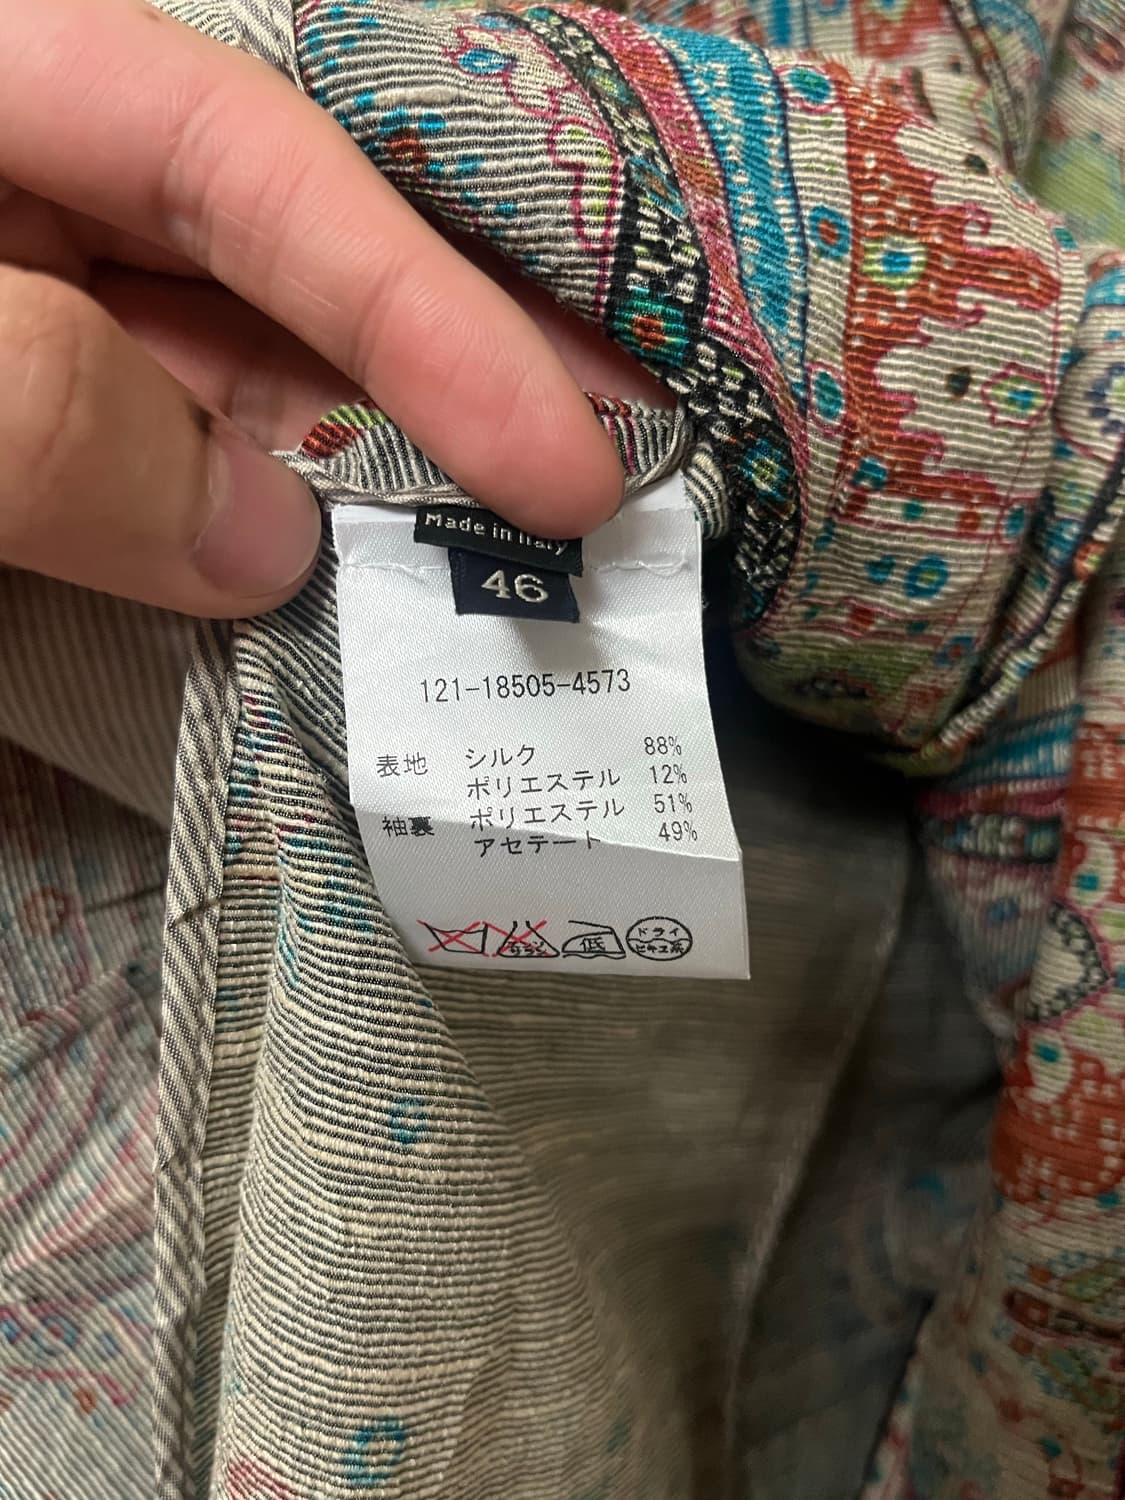 Made in Italy
46
121-18505-4573
表地 シルク 88%
ポリエステル 12%
袖裏 ポリエステル 51%
アセテート 49%
低
ドライ